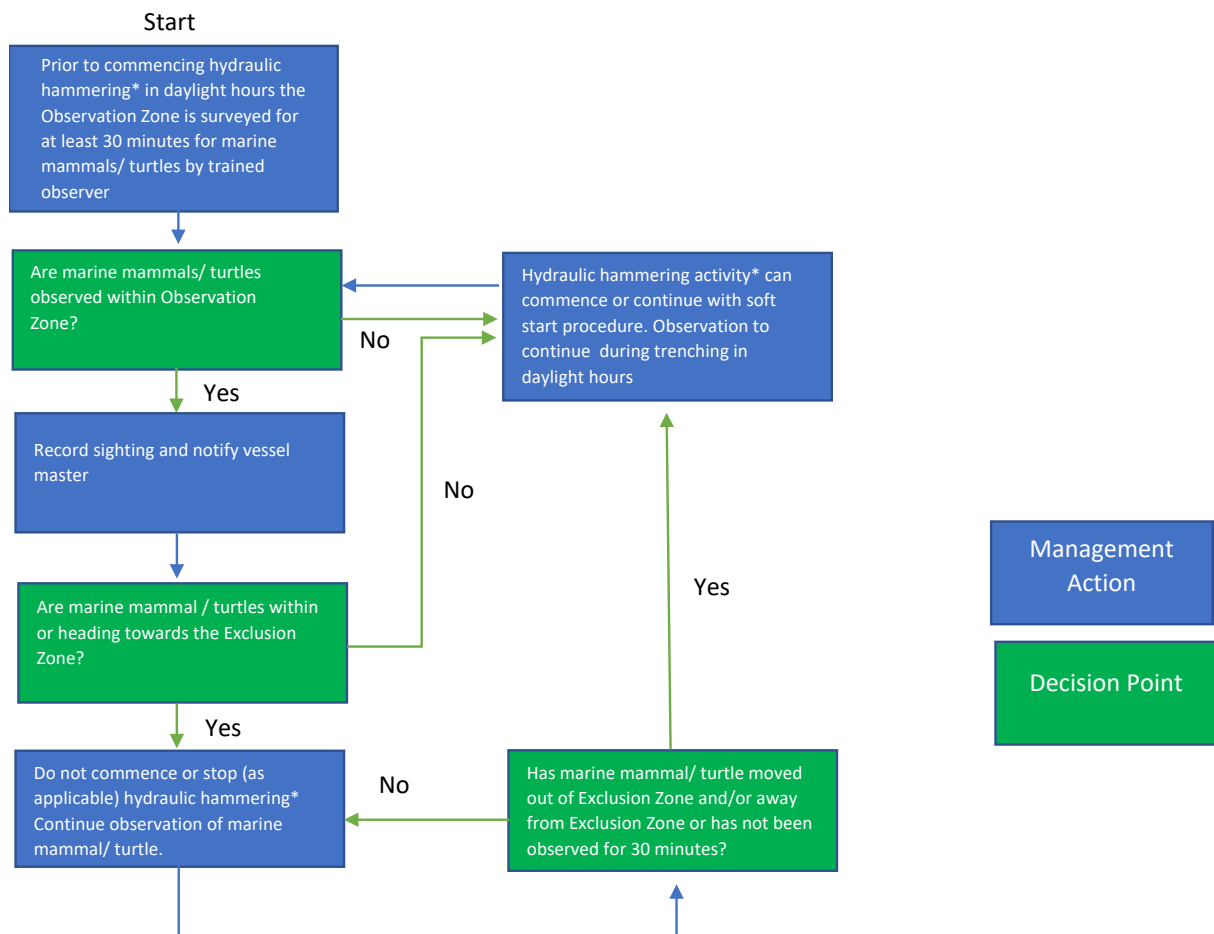 Start
Prior to commencing hydraulic
hammering* in daylight hours the
Observation Zone is surveyed for
at least 30 minutes for marine
mammals/ turtles by trained
observer
Are marine mammals/ turtles
observed within Observation
Zone?
No
Yes
Hydraulic hammering activity* can
commence or continue with soft
start procedure. Observation to
continue during trenching in
daylight hours
Record sighting and notify vessel
master
No
Are marine mammal / turtles within
or heading towards the Exclusion
Zone?
Yes
Yes
Do not commence or stop (as
applicable) hydraulic hammering*
Continue observation of marine
mammal/ turtle.
No
Has marine mammal/ turtle moved
out of Exclusion Zone and/or away
from Exclusion Zone or has not been
observed for 30 minutes?
Management
Action
Decision Point